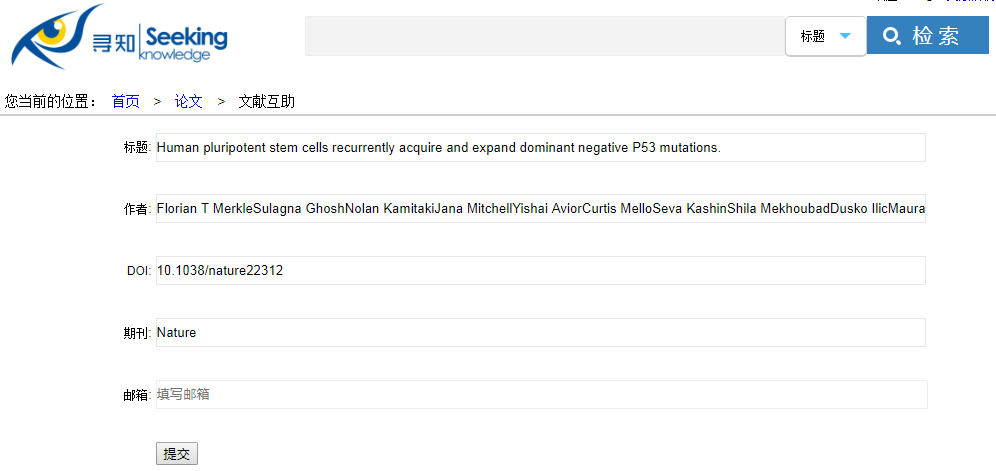 寻知 Seeking
knowledge
标题
检索
您当前的位置： 首页 > 论文 > 文献互助
标题: Human pluripotent stem cells recurrently acquire and expand dominant negative P53 mutations.
作者: Florian T MerkleSulagna GhoshNolan KamitakiJana MitchellYishai AviorCurtis MelloSeva KashinShila MekhoubadDusko IlicMaura
DOI: 10.1038/nature22312
期刊: Nature
邮箱: 填写邮箱
提交